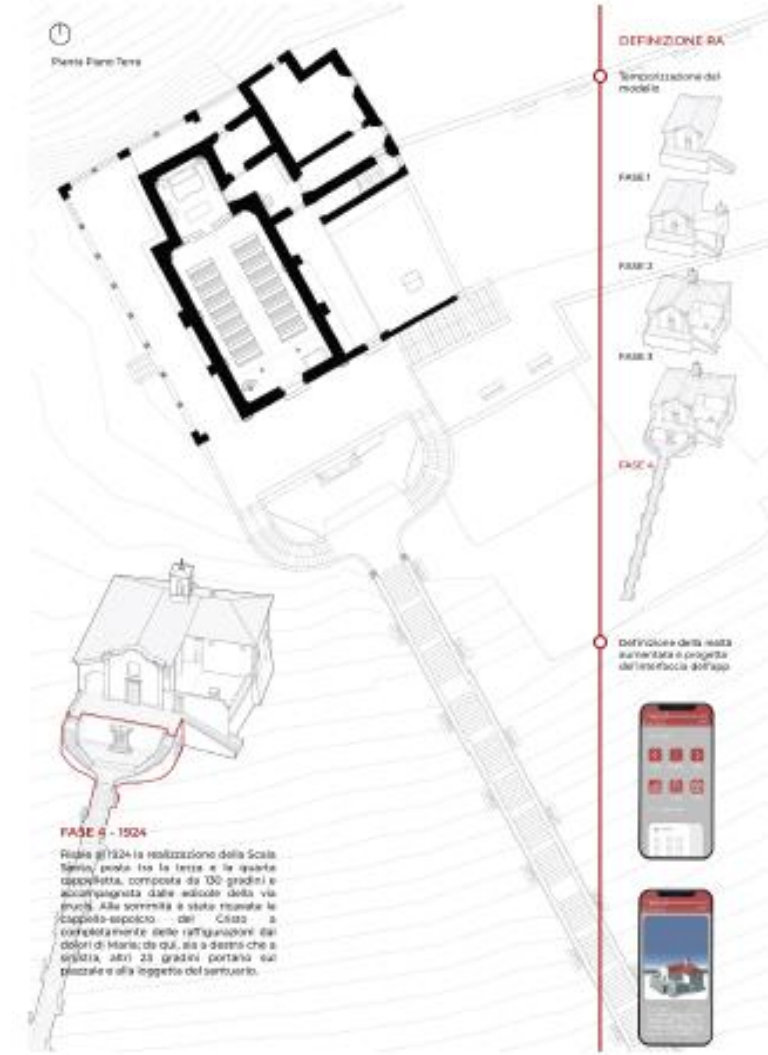 Pianta Piano Terra
DEFINIZIONE RA
Temporizzazione del
modello
FASE 1
FASE 2
FASE 3
FASE 4
Definizione della realtà
aumentata e progetto
dell'interfaccia dell'app
FASE 4 - 1924
Risale al 1924 la realizzazione della Scala
Santa, posta tra la terza e la quarta
cappelletta, composta da 130 gradini e
accompagnata dalle edicole della via
crucis. Alla sommità è stata ricavata la
cappella-sepolcro del Cristo a
completamento delle raffigurazioni dei
dolori di Maria; da qui, sia a destra che a
sinistra, altri 23 gradini portano sul
piazzale e alla loggetta del santuario.